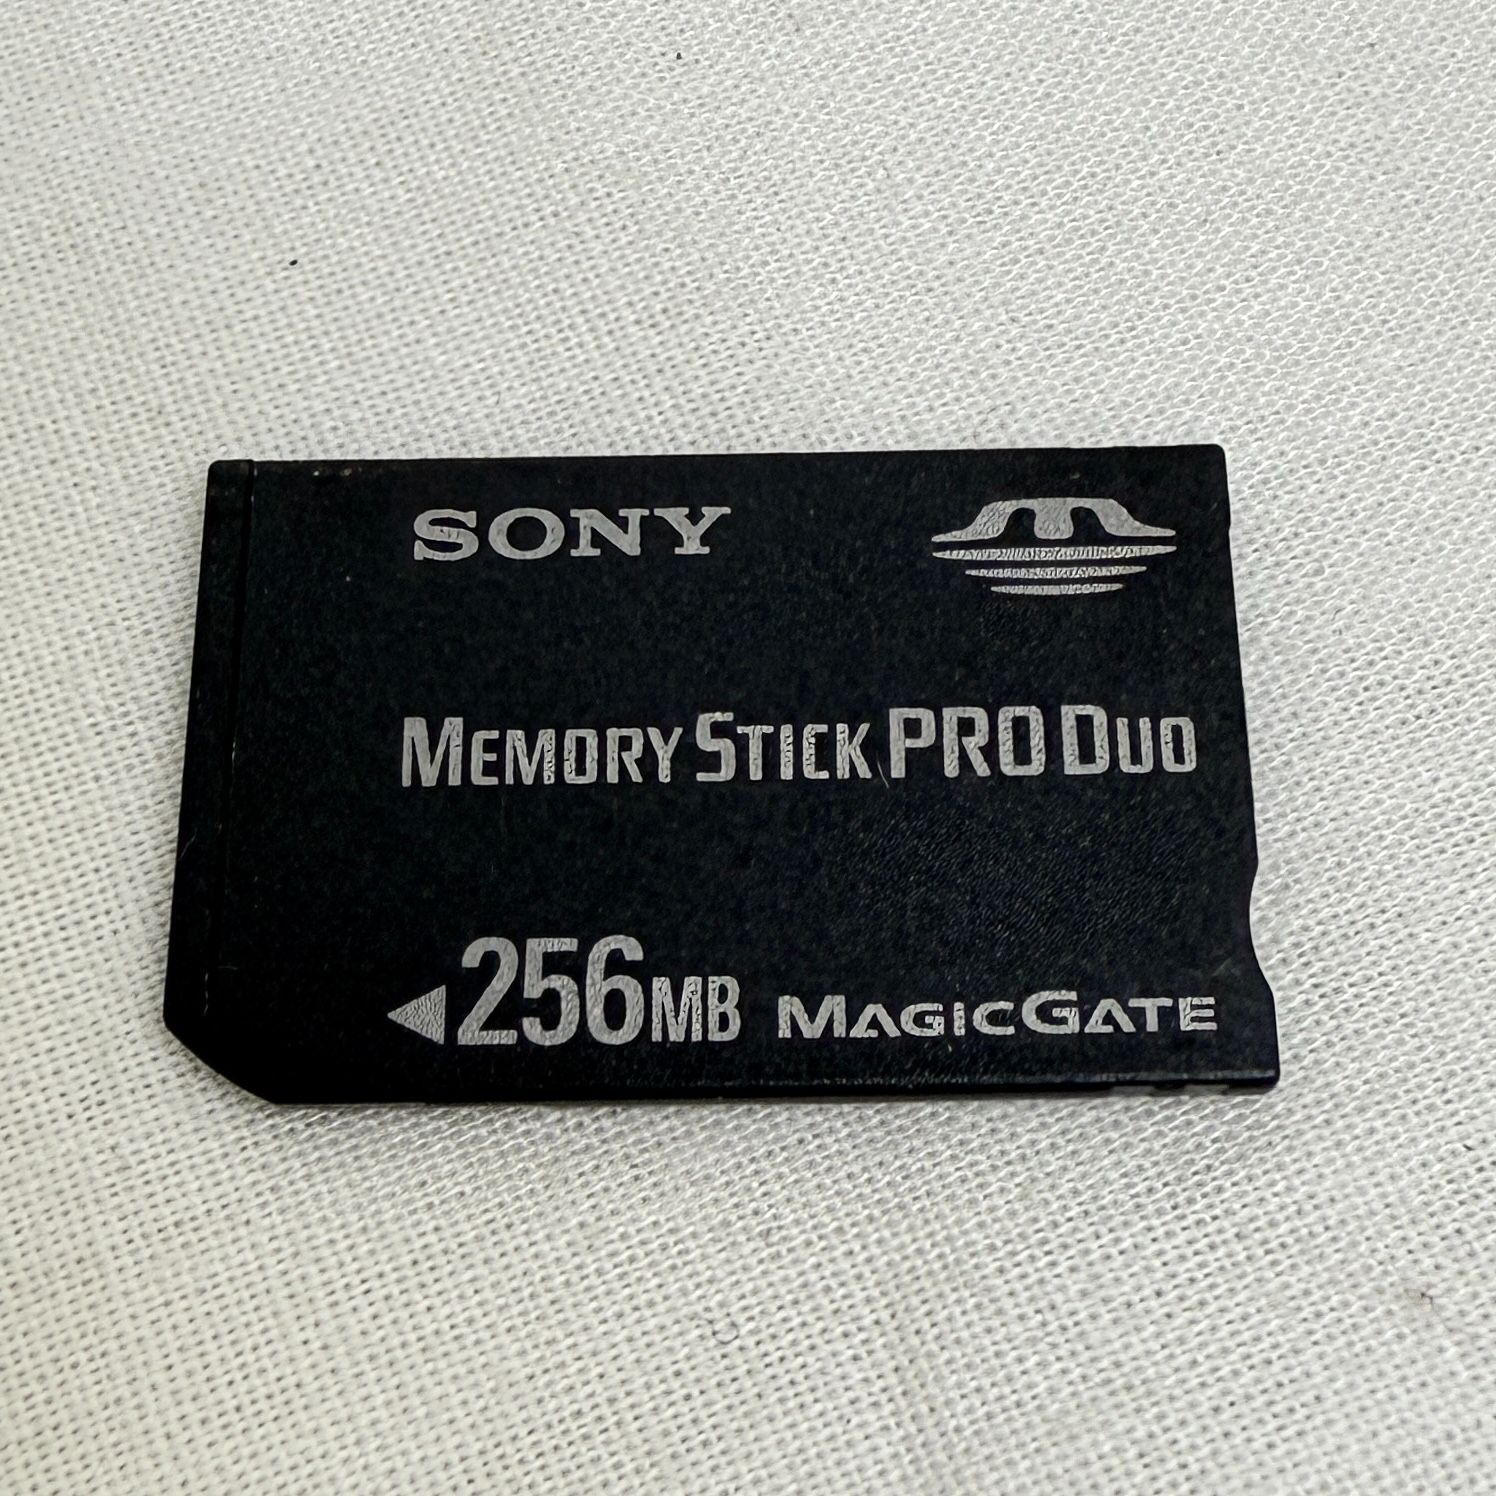 SONY
MEMORY STICK PRO DUO
256MB MAGICGATE